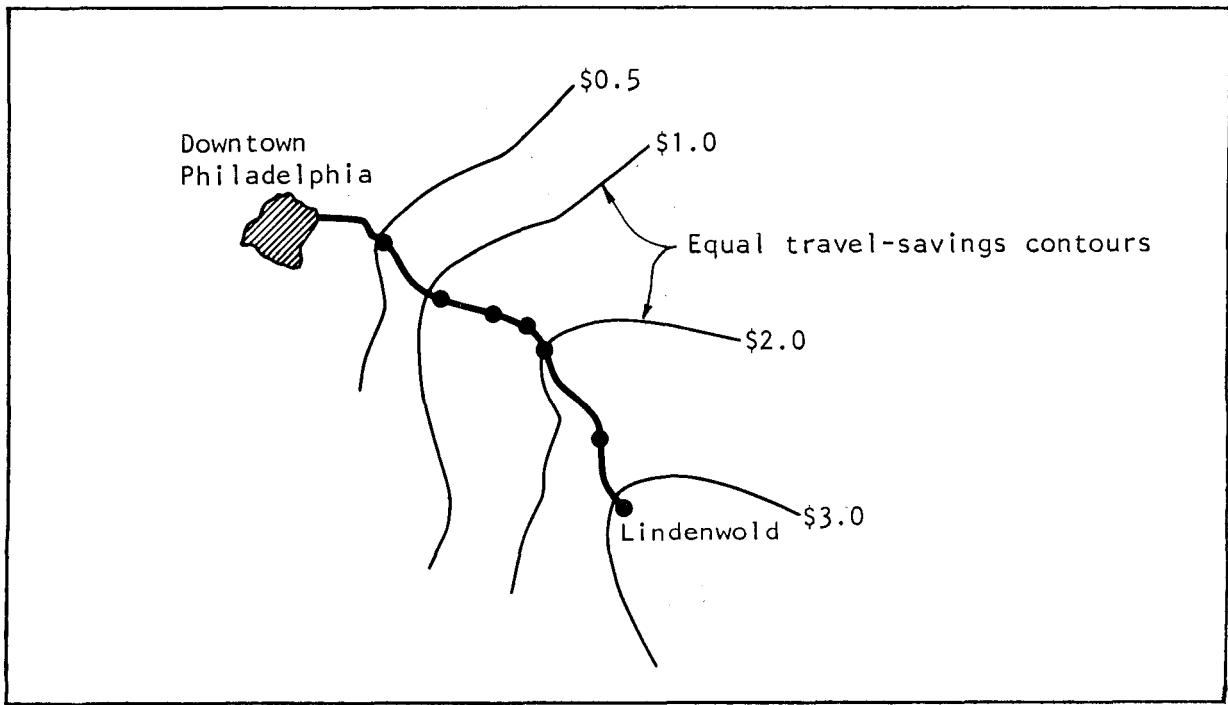 $0.5
$1.0
Downtown
Philadelphia
Equal travel-savings contours
$2.0
$3.0
Lindenwold